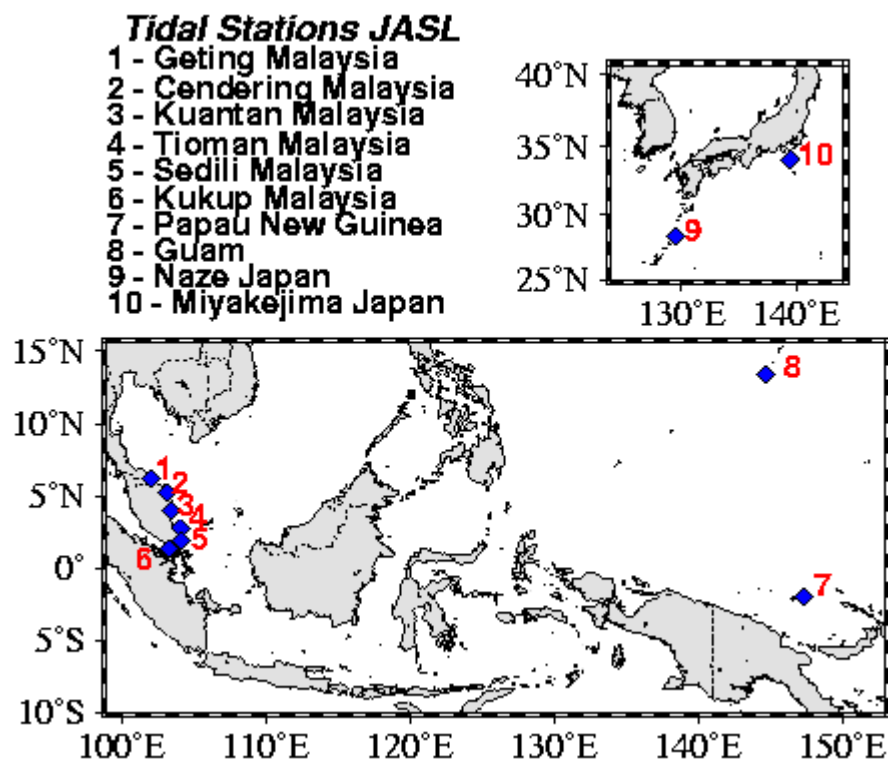 Tidal Stations JASL
1 - Geting Malaysia
2 - Cendering Malaysia
3 - Kuantan Malaysia
4 - Tioman Malaysia
5 - Sedili Malaysia
6 - Kukup Malaysia
7 - Papau New Guinea
8 - Guam
9 - Naze Japan
10 - Miyakejima Japan
40°N
35°N
30°N
25°N
10
9
130°E 140°E
15°N
10°N
5°N
0°
5°S
10°S
8
1
2
3
4
5
6
7
100°E 110°E 120°E 130°E 140°E 150°E